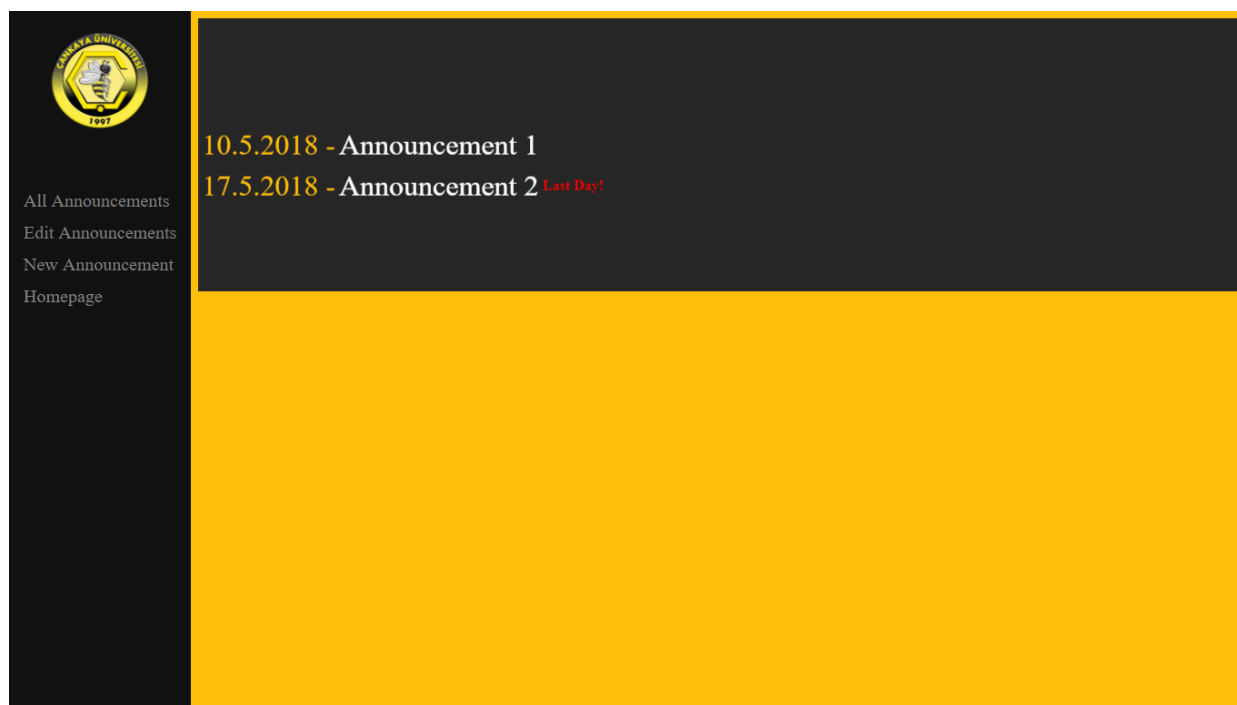 ÇANKAYA ÜNİVERSİTESİ
1997
All Announcements
Edit Announcements
New Announcement
Homepage
10.5.2018 - Announcement 1
17.5.2018 - Announcement 2 Last Day!